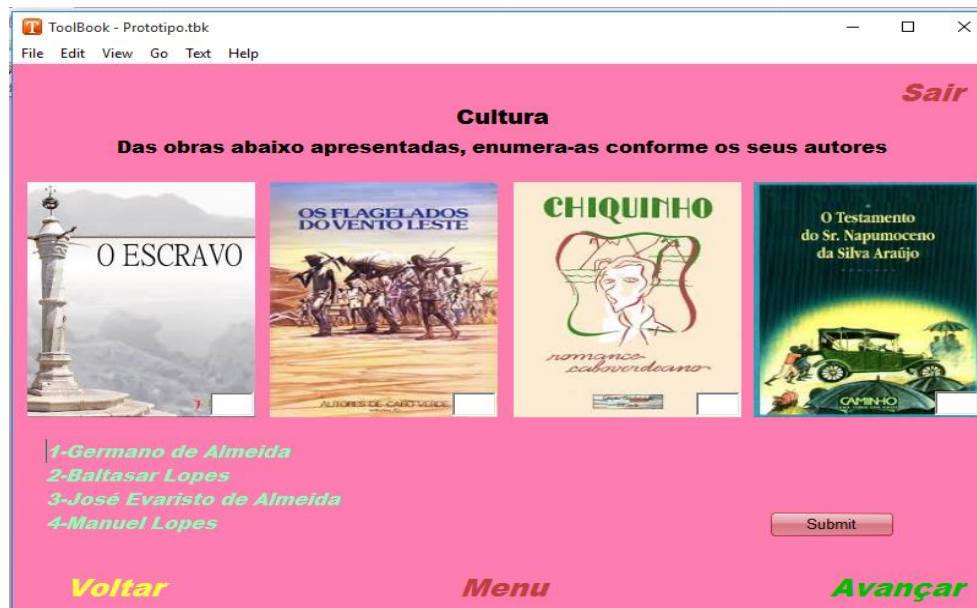 ToolBook - Prototipo.tbk
File Edit View Go Text Help
Sair
Cultura
Das obras abaixo apresentadas, enumera-as conforme os seus autores
O ESCRAVO
OS FLAGELADOS
DO VENTO LESTE
AUTORES DE CABO VERDE
CHIQUINHO
romance
caboverdeano
O Testamento
do Sr. Napumoceno
da Silva Araújo
CAMINHO
1-Germano de Almeida
2-Baltasar Lopes
3-José Evaristo de Almeida
4-Manuel Lopes
Submit
Voltar
Menu
Avançar